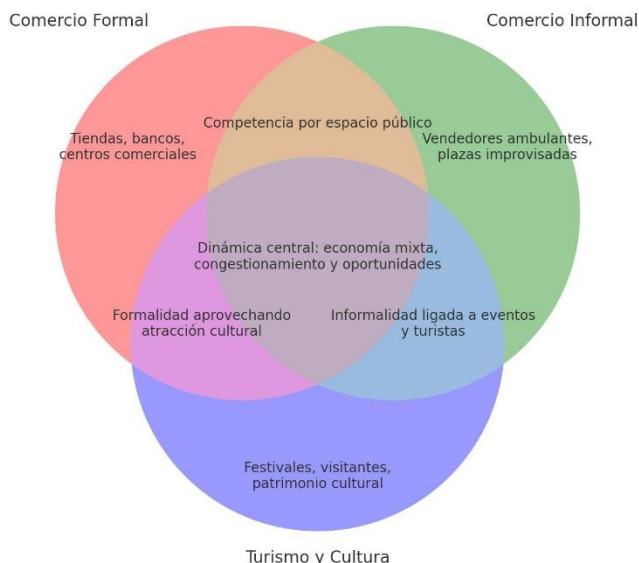 Comercio Formal
Comercio Informal
Competencia por espacio público
Tiendas, bancos,
centros comerciales
Vendedores ambulantes,
plazas improvisadas
Dinámica central: economía mixta,
congestionamiento y oportunidades
Formalidad aprovechando
atracción cultural
Informalidad ligada a eventos
y turistas
Festivales, visitantes,
patrimonio cultural
Turismo y Cultura